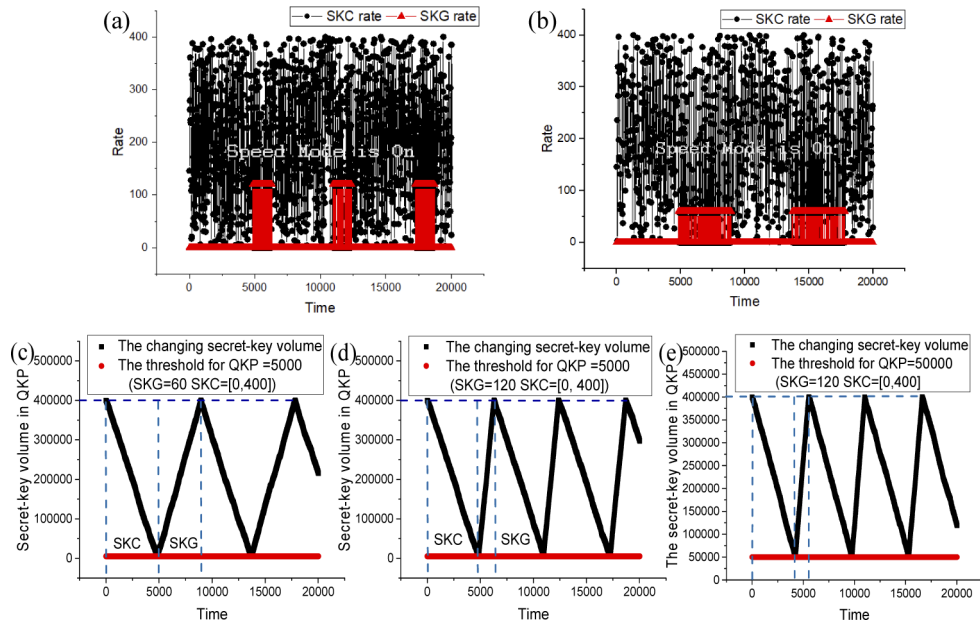 (a)
SKC rate SKG rate
400
300
200
100
0
Rate
Speed Mode is On
0 5000 10000 15000 20000
Time
(b)
SKC rate SKG rate
400
300
200
100
0
Rate
Speed Mode is On
0 5000 10000 15000 20000
Time
(c)
The changing secret-key volume
The threshold for QKP =5000
(SKG=60 SKC=[0,400])
500000
400000
300000
200000
100000
0
Secret-key volume in QKP
SKC SKG
0 5000 10000 15000 20000
Time
(d)
The changing secret-key volume
The threshold for QKP =5000
(SKG=120 SKC=[0, 400])
500000
400000
300000
200000
100000
0
Secret-key volume in QKP
SKC SKG
0 5000 10000 15000 20000
Time
(e)
The changing secret-key volume
The threshold for QKP=50000
(SKG=120 SKC=[0,400]
500000
450000
400000
350000
300000
250000
200000
150000
100000
50000
0
The secret-key volume in QKP
0 5000 10000 15000 20000
Time